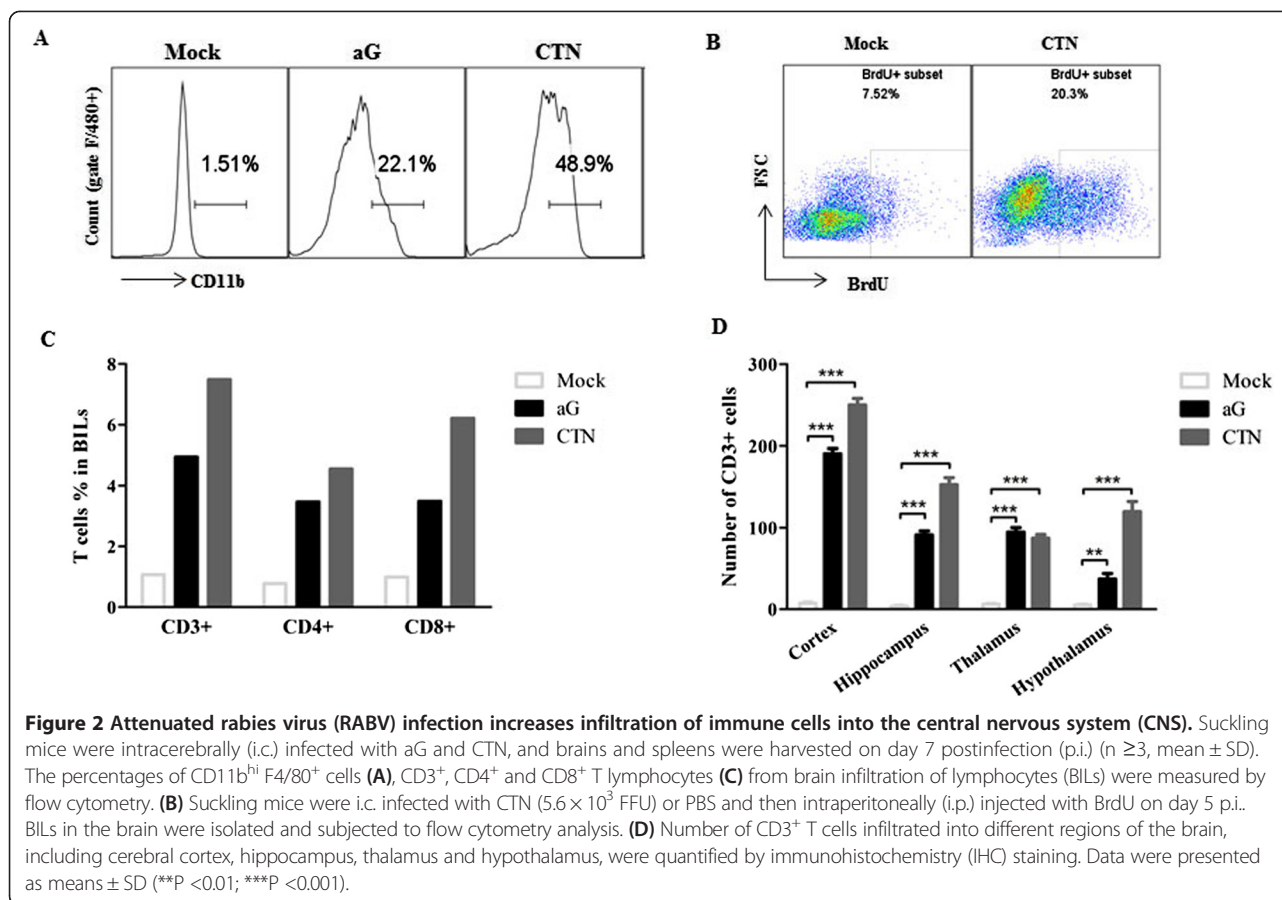 A
Mock
aG
CTN
Count (gate F/480+)
1.51%
22.1%
48.9%
CD11b
B
Mock
CTN
BrdU+ subset
7.52%
BrdU+ subset
20.3%
FSC
BrdU
C
T cells % in BILs
8
6
4
2
0
CD3+
CD4+
CD8+
Mock
aG
CTN
D
Number of CD3+ cells
300
200
100
0
***
***
***
***
***
***
***
**
Cortex
Hippocampus
Thalamus
Hypothalamus
Mock
aG
CTN
Figure 2 Attenuated rabies virus (RABV) infection increases infiltration of immune cells into the central nervous system (CNS). Suckling
mice were intracerebrally (i.c.) infected with aG and CTN, and brains and spleens were harvested on day 7 postinfection (p.i.) (n ≥3, mean ± SD).
The percentages of CD11b^hi F4/80⁺ cells (A), CD3⁺, CD4⁺ and CD8⁺ T lymphocytes (C) from brain infiltration of lymphocytes (BILs) were measured by
flow cytometry. (B) Suckling mice were i.c. infected with CTN (5.6 × 10³ FFU) or PBS and then intraperitoneally (i.p.) injected with BrdU on day 5 p.i..
BILs in the brain were isolated and subjected to flow cytometry analysis. (D) Number of CD3⁺ T cells infiltrated into different regions of the brain,
including cerebral cortex, hippocampus, thalamus and hypothalamus, were quantified by immunohistochemistry (IHC) staining. Data were presented
as means ± SD (**P <0.01; ***P <0.001).